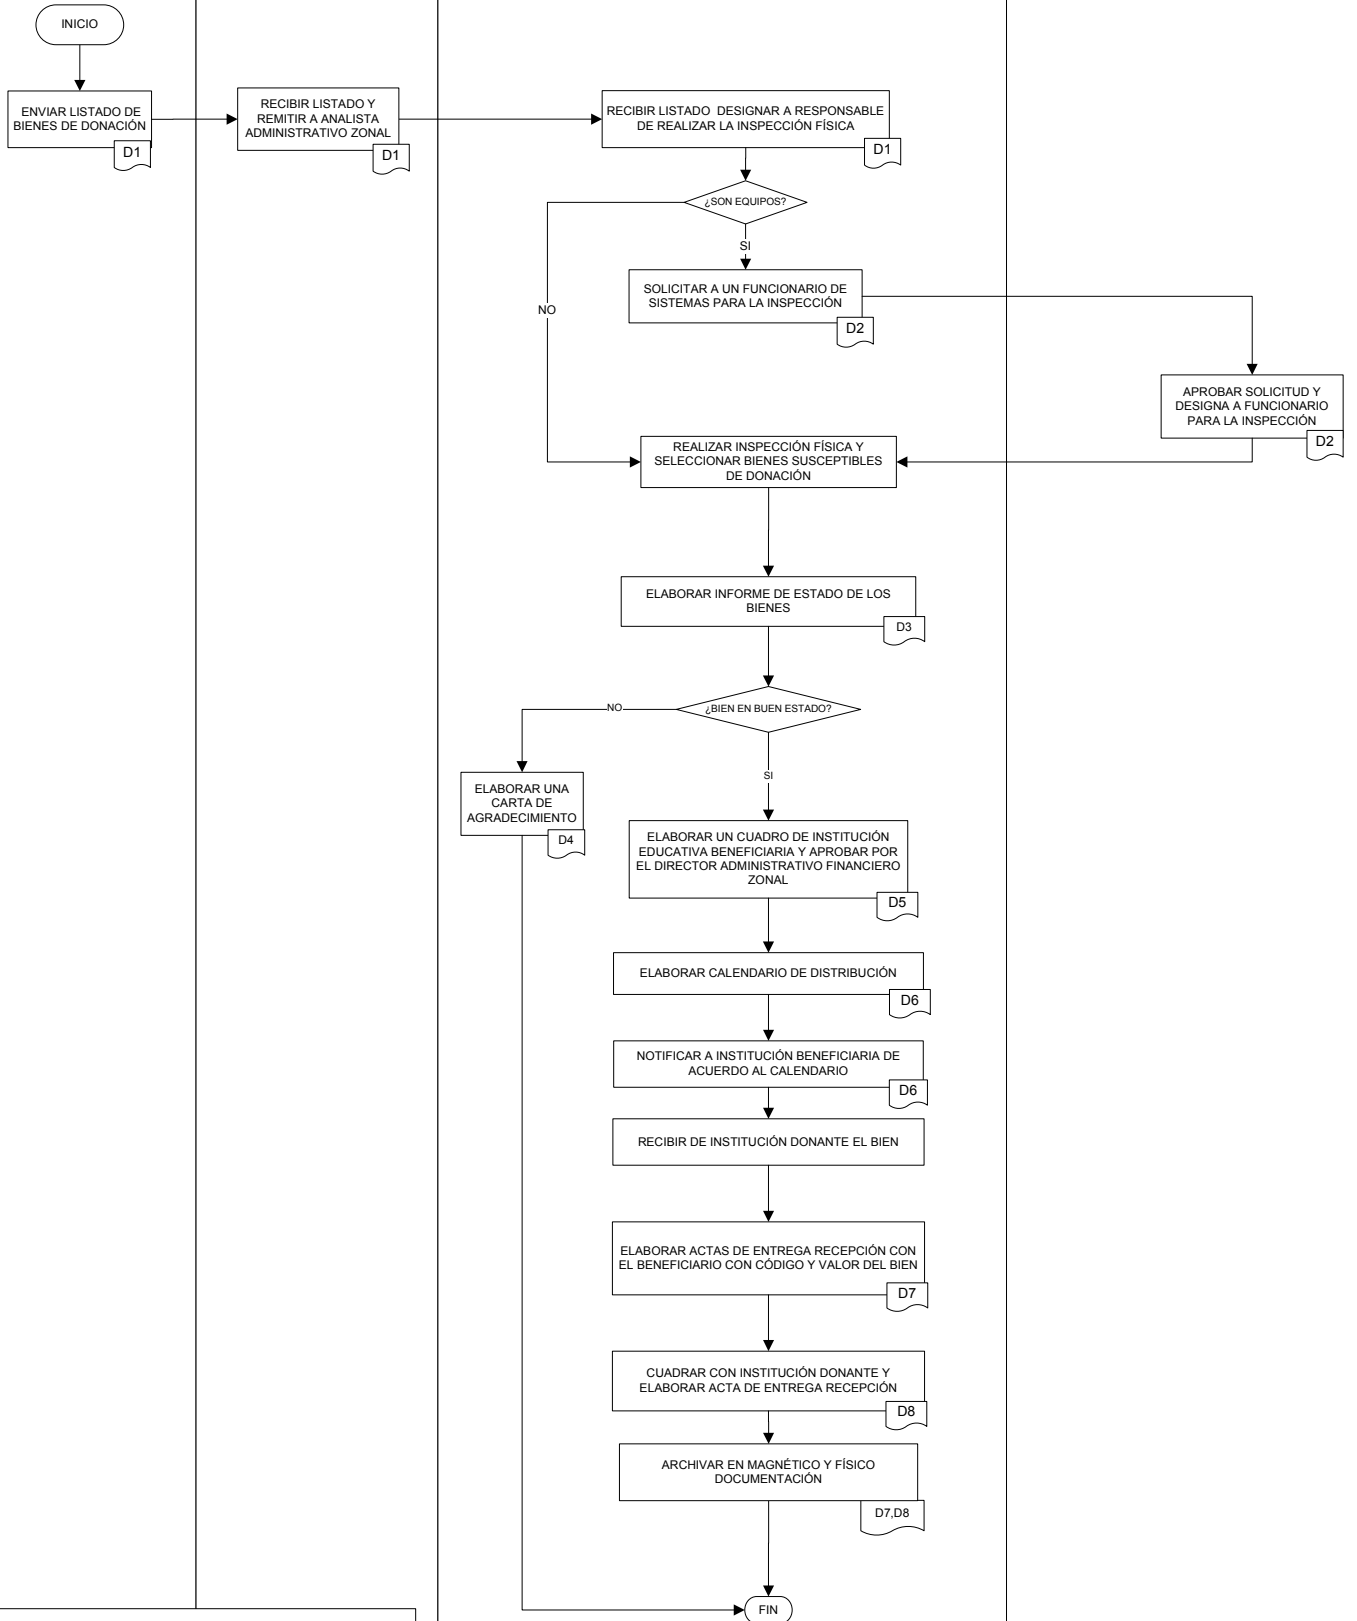 INICIO
ENVIAR LISTADO DE
BIENES DE DONACIÓN
D1
RECIBIR LISTADO Y
REMITIR A ANALISTA
ADMINISTRATIVO ZONAL
D1
RECIBIR LISTADO DESIGNAR A RESPONSABLE
DE REALIZAR LA INSPECCIÓN FÍSICA
D1
¿SON EQUIPOS?
SI
NO
SOLICITAR A UN FUNCIONARIO DE
SISTEMAS PARA LA INSPECCIÓN
D2
APROBAR SOLICITUD Y
DESIGNA A FUNCIONARIO
PARA LA INSPECCIÓN
D2
REALIZAR INSPECCIÓN FÍSICA Y
SELECCIONAR BIENES SUSCEPTIBLES
DE DONACIÓN
ELABORAR INFORME DE ESTADO DE LOS
BIENES
D3
¿BIEN EN BUEN ESTADO?
NO
SI
ELABORAR UNA
CARTA DE
AGRADECIMIENTO
D4
ELABORAR UN CUADRO DE INSTITUCIÓN
EDUCATIVA BENEFICIARIA Y APROBAR POR
EL DIRECTOR ADMINISTRATIVO FINANCIERO
ZONAL
D5
ELABORAR CALENDARIO DE DISTRIBUCIÓN
D6
NOTIFICAR A INSTITUCIÓN BENEFICIARIA DE
ACUERDO AL CALENDARIO
D6
RECIBIR DE INSTITUCIÓN DONANTE EL BIEN
ELABORAR ACTAS DE ENTREGA RECEPCIÓN CON
EL BENEFICIARIO CON CÓDIGO Y VALOR DEL BIEN
D7
CUADRAR CON INSTITUCIÓN DONANTE Y
ELABORAR ACTA DE ENTREGA RECEPCIÓN
D8
ARCHIVAR EN MAGNÉTICO Y FÍSICO
DOCUMENTACIÓN
D7,D8
FIN